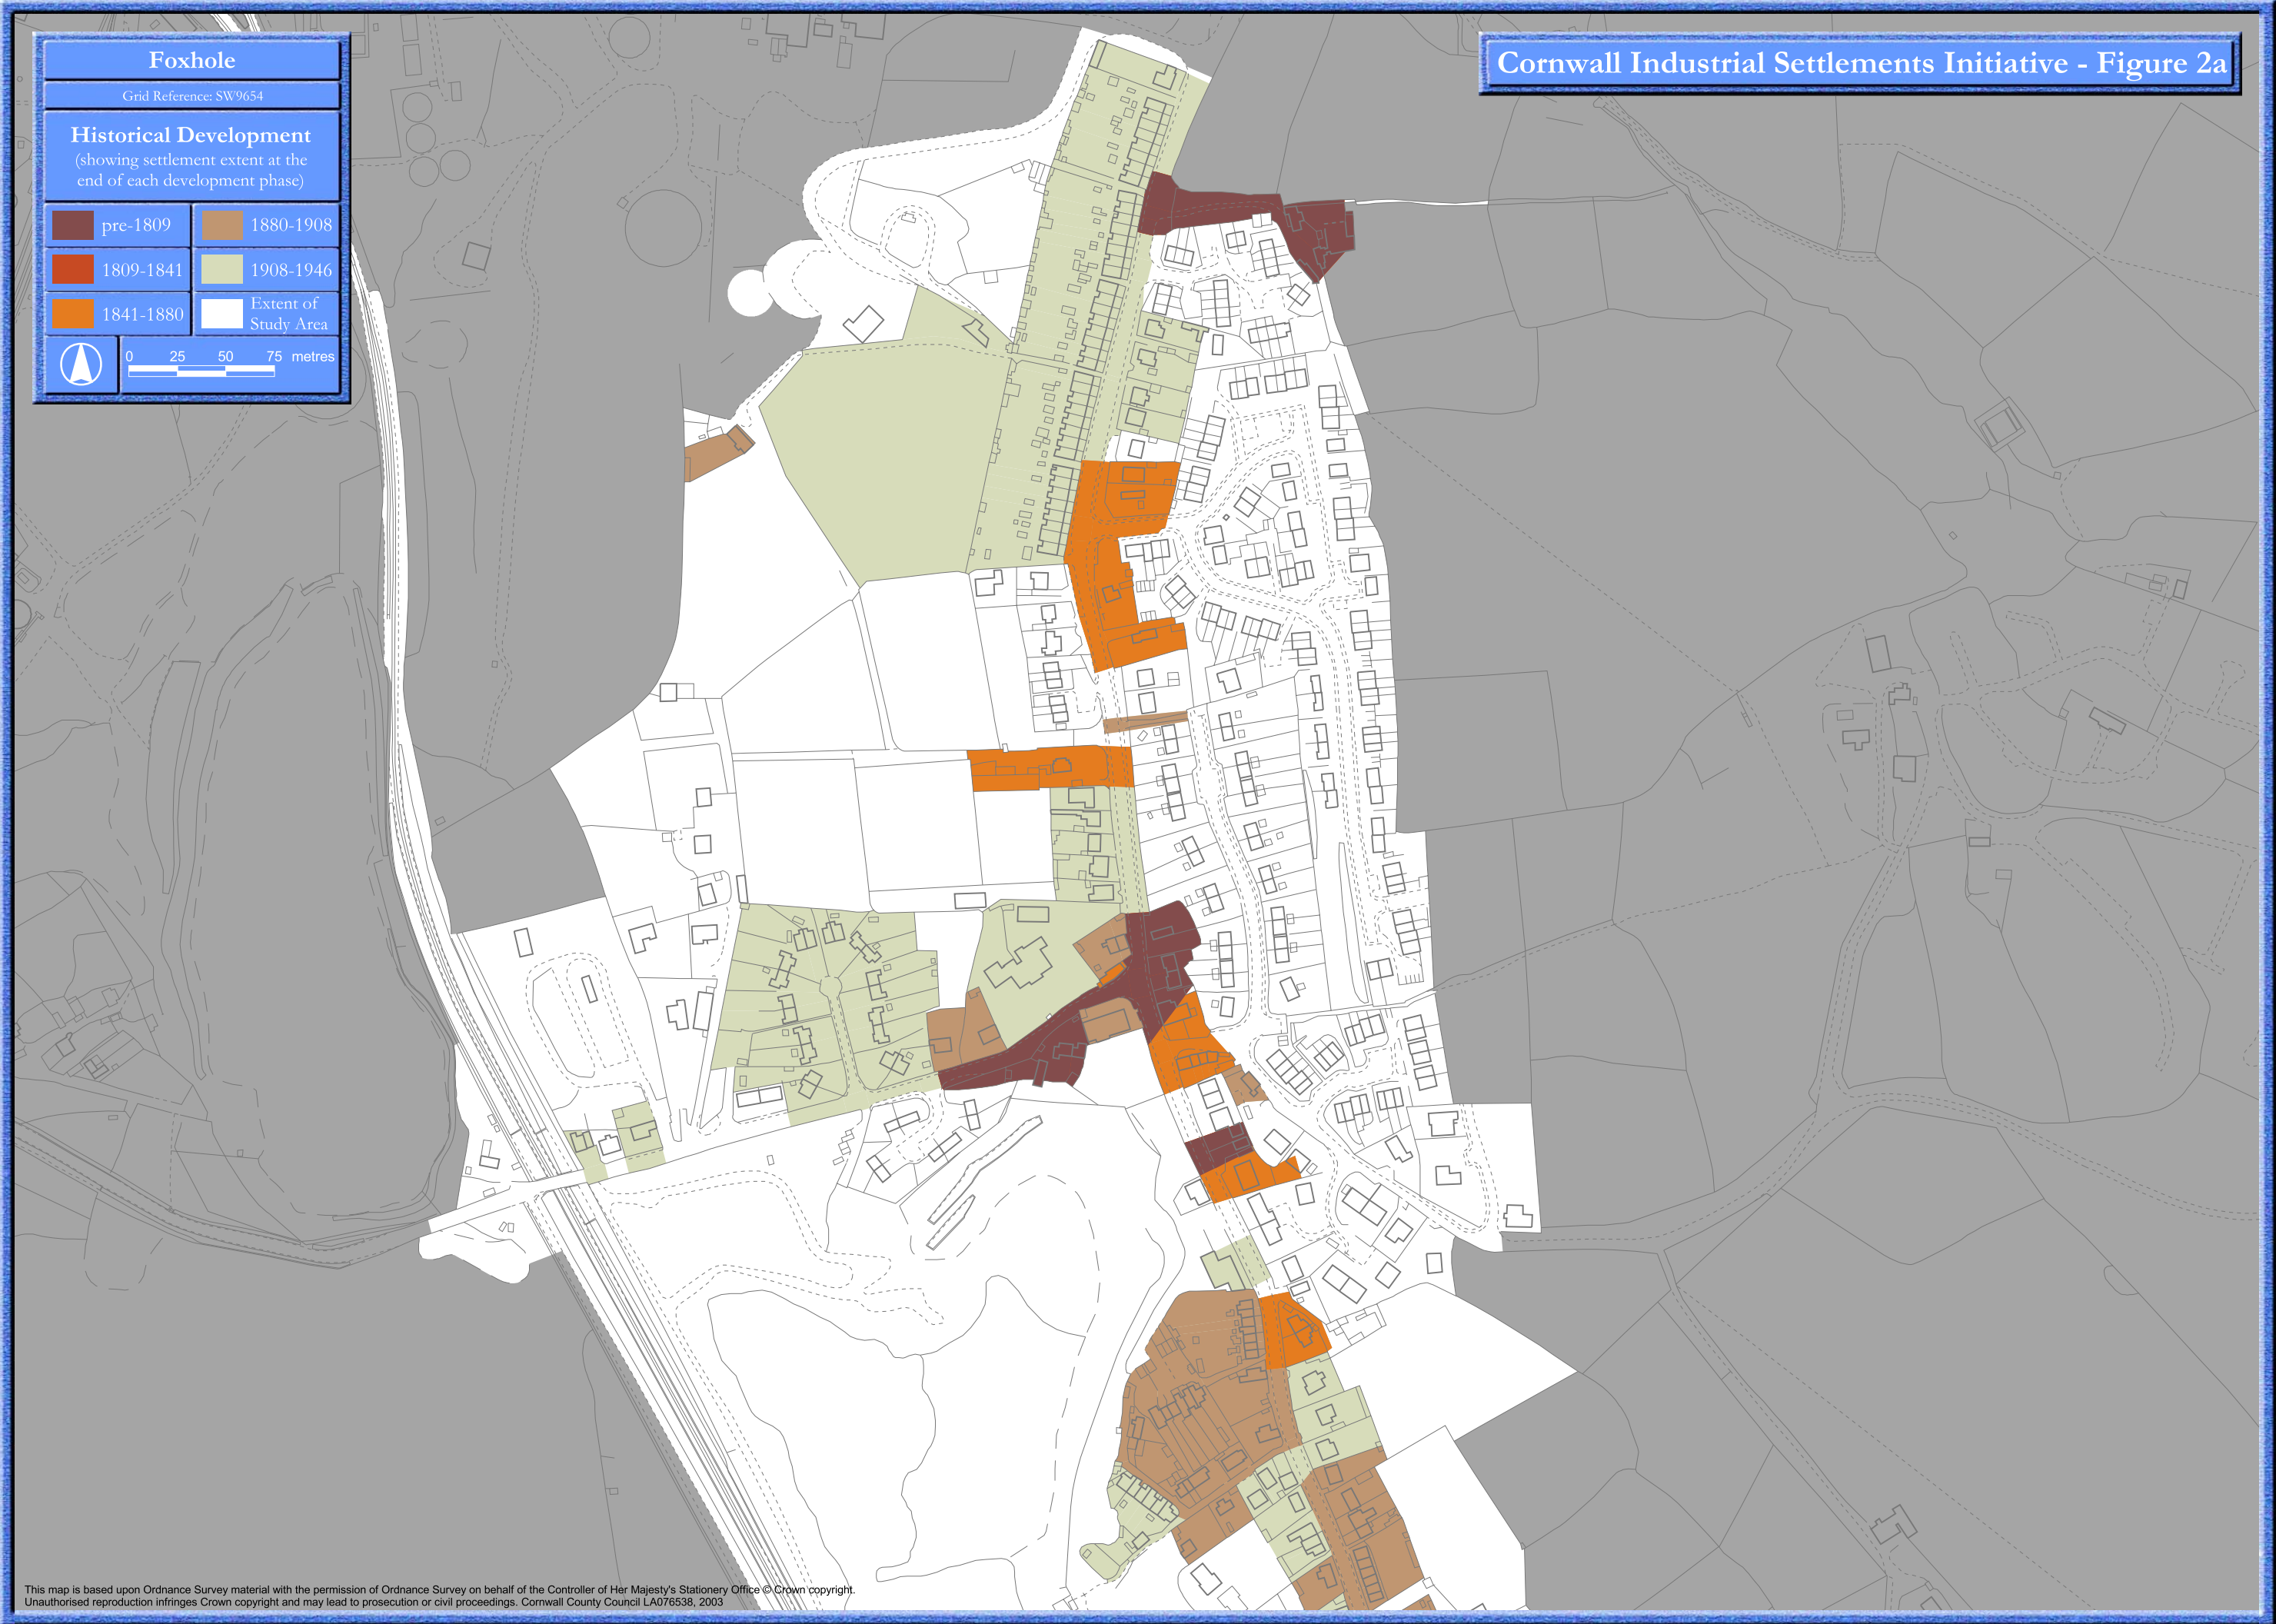 Foxhole
Grid Reference: SW9654
Historical Development
(showing settlement extent at the
end of each development phase)
pre-1809
1880-1908
1809-1841
1908-1946
1841-1880
Extent of
Study Area
0 25 50 75 metres
Cornwall Industrial Settlements Initiative - Figure 2a
This map is based upon Ordnance Survey material with the permission of Ordnance Survey on behalf of the Controller of Her Majesty's Stationery Office © Crown copyright.
Unauthorised reproduction infringes Crown copyright and may lead to prosecution or civil proceedings. Cornwall County Council LA076538, 2003